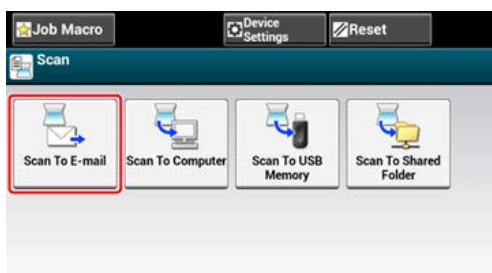 Job Macro
Device
Settings
Reset
Scan
Scan To E-mail
Scan To Computer
Scan To USB
Memory
Scan To Shared
Folder